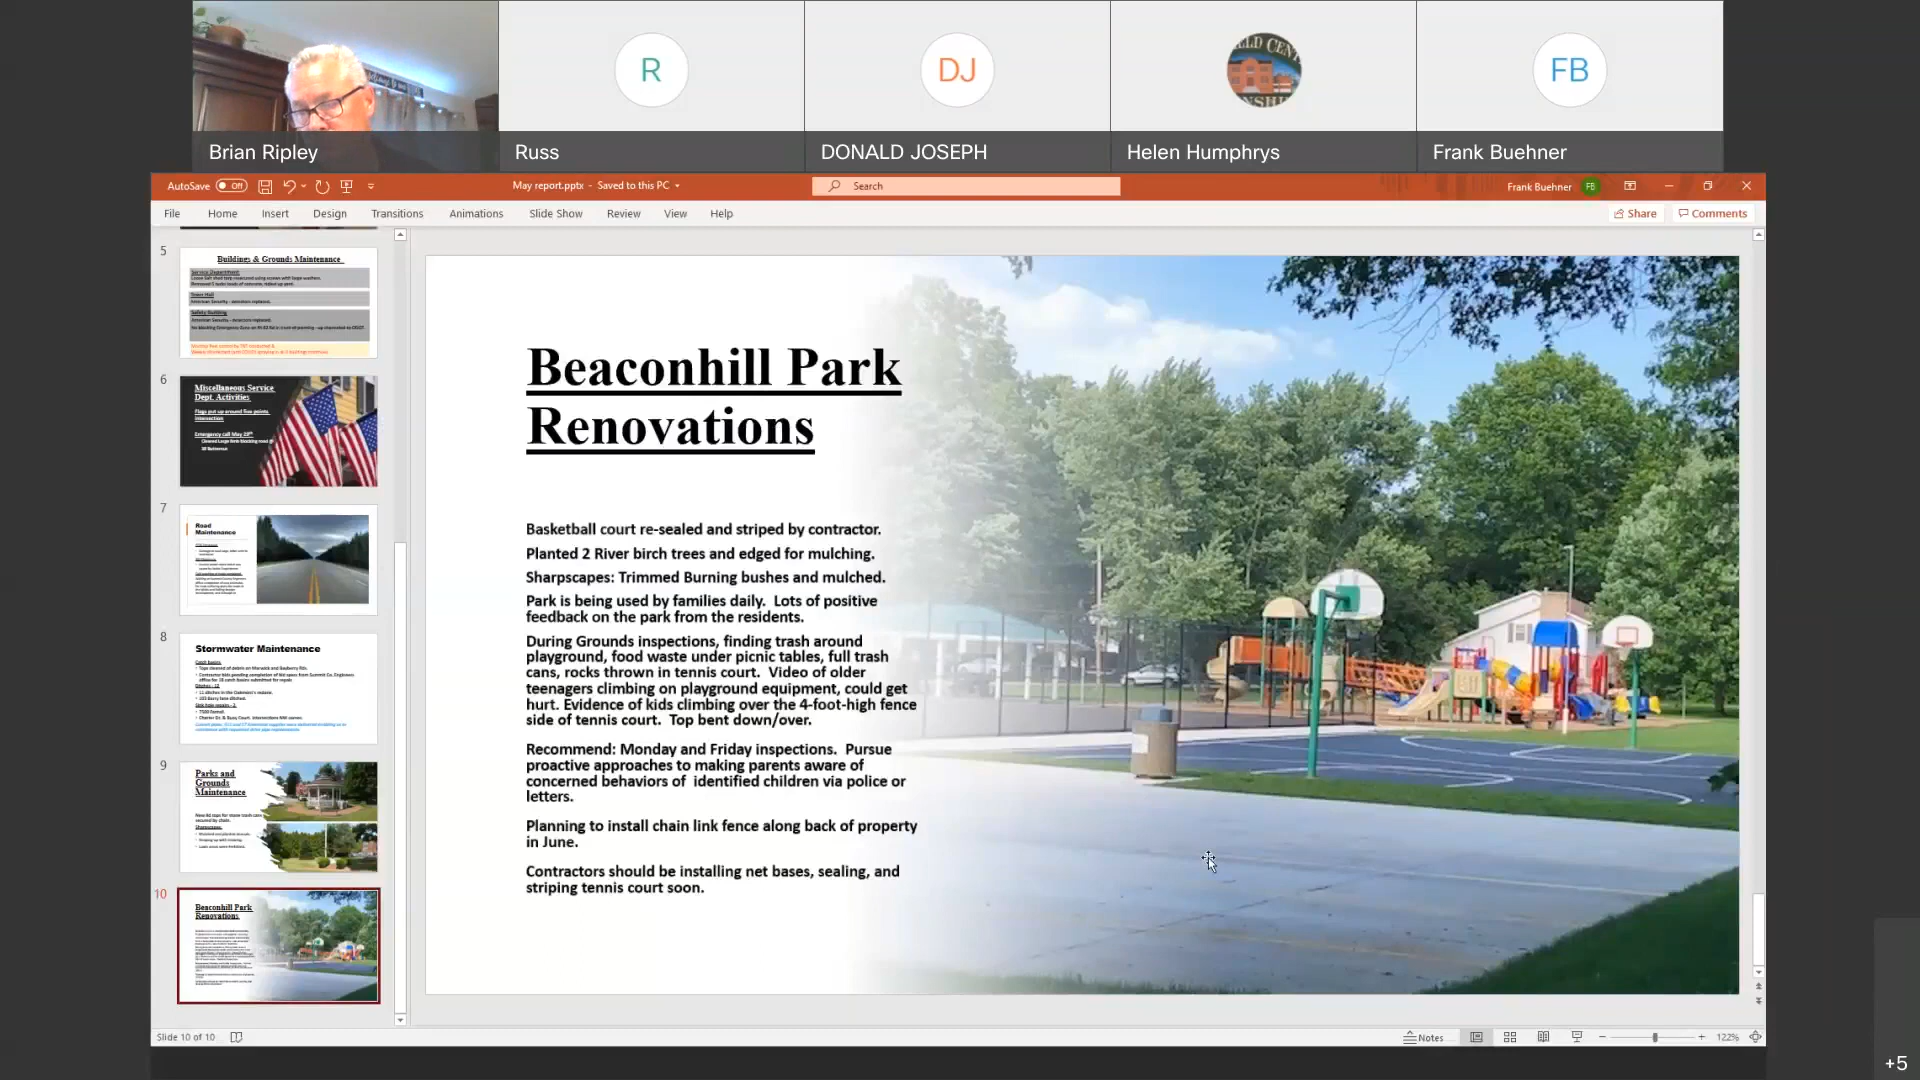 R
DJ
FB
Brian Ripley
Russ
DONALD JOSEPH
Helen Humphrys
Frank Buehner
AutoSave Off
May report.pptx - Saved to this PC
Search
Frank Buehner FB
File Home Insert Design Transitions Animations Slide Show Review View Help
Share Comments
5
Buildings & Grounds Maintenance
6
Miscellaneous Service
Dept. Activities
Flags put up around five points
intersection
7
Road
Maintenance
8
Stormwater Maintenance
9
Parks and
Grounds
Maintenance
10
Beaconhill Park
Renovations
Beaconhill Park
Renovations
Basketball court re-sealed and striped by contractor.
Planted 2 River birch trees and edged for mulching.
Sharpscapes: Trimmed Burning bushes and mulched.
Park is being used by families daily. Lots of positive
feedback on the park from the residents.
During Grounds inspections, finding trash around
playground, food waste under picnic tables, full trash
cans, rocks thrown in tennis court. Video of older
teenagers climbing on playground equipment, could get
hurt. Evidence of kids climbing over the 4-foot-high fence
side of tennis court. Top bent down/over.
Recommend: Monday and Friday inspections. Pursue
proactive approaches to making parents aware of
concerned behaviors of identified children via police or
letters.
Planning to install chain link fence along back of property
in June.
Contractors should be installing net bases, sealing, and
striping tennis court soon.
Slide 10 of 10
Notes
122%
+5